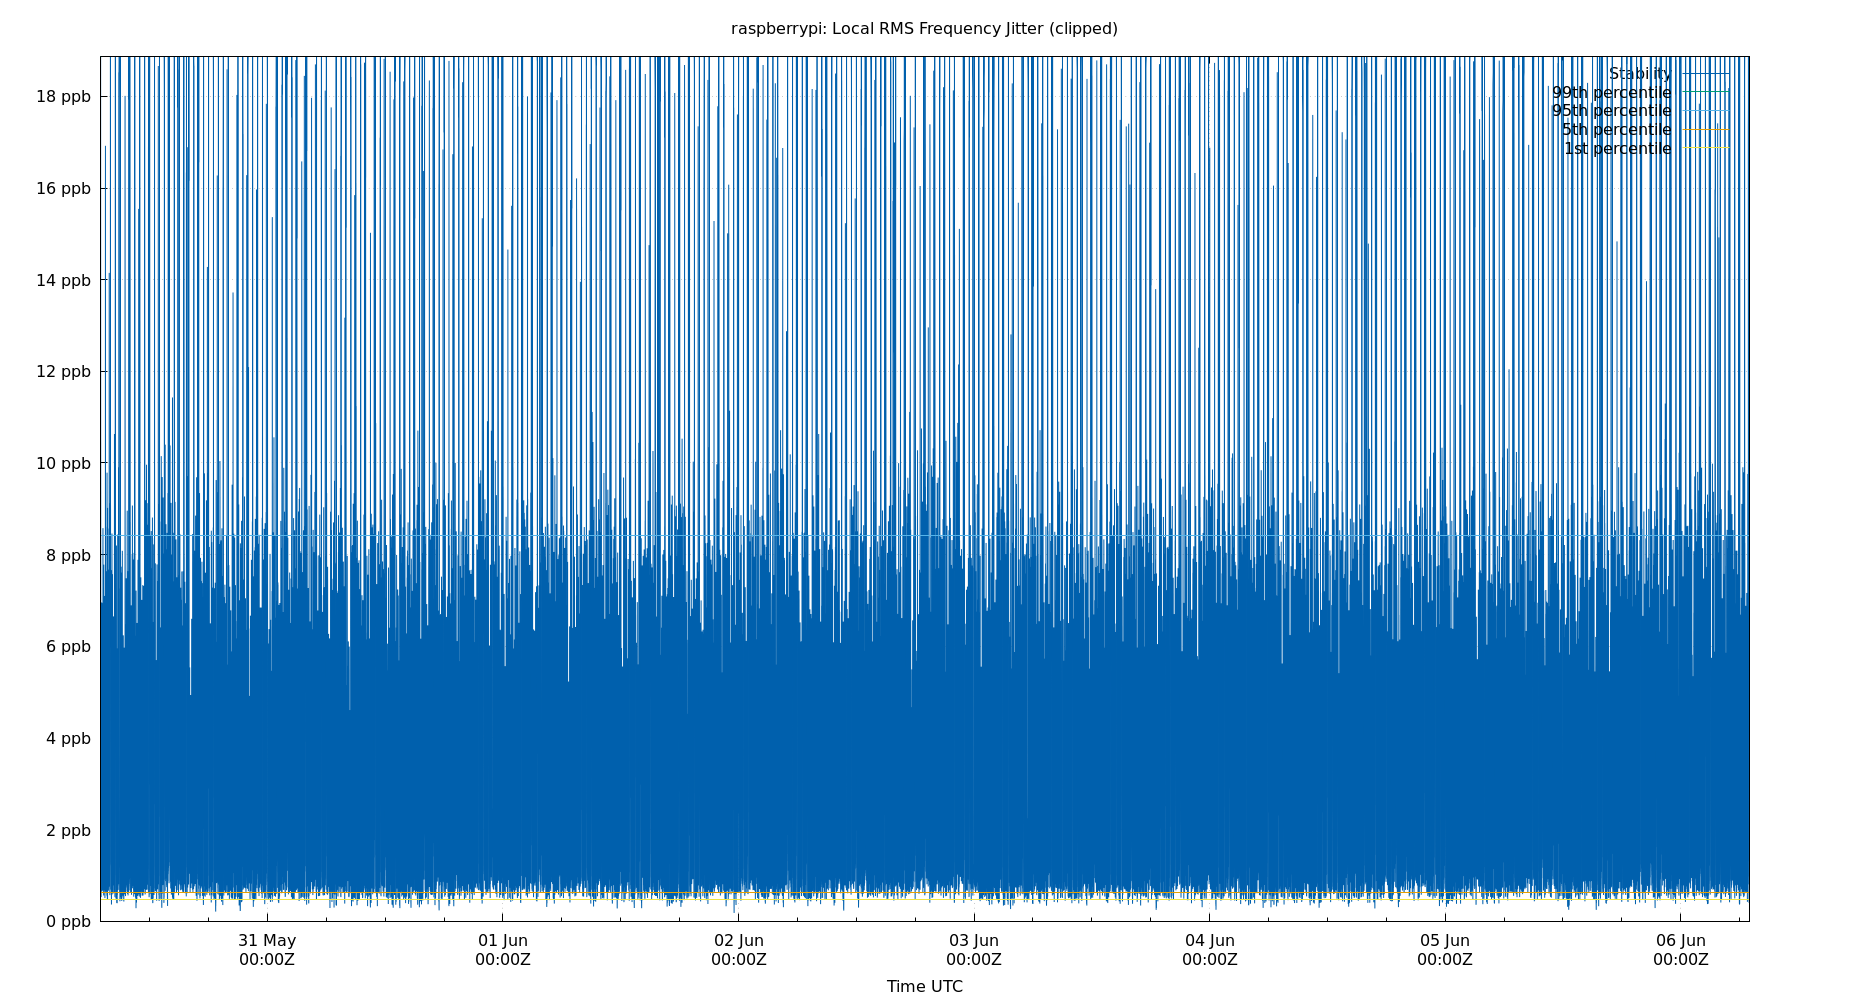 raspberrypi: Local RMS Frequency Jitter (clipped)
Stability
99th percentile
95th percentile
5th percentile
1st percentile
18 ppb
16 ppb
14 ppb
12 ppb
10 ppb
8 ppb
6 ppb
4 ppb
2 ppb
0 ppb
31 May 01 Jun 02 Jun 03 Jun 04 Jun 05 Jun 06 Jun
00:00Z 00:00Z 00:00Z 00:00Z 00:00Z 00:00Z 00:00Z
Time UTC